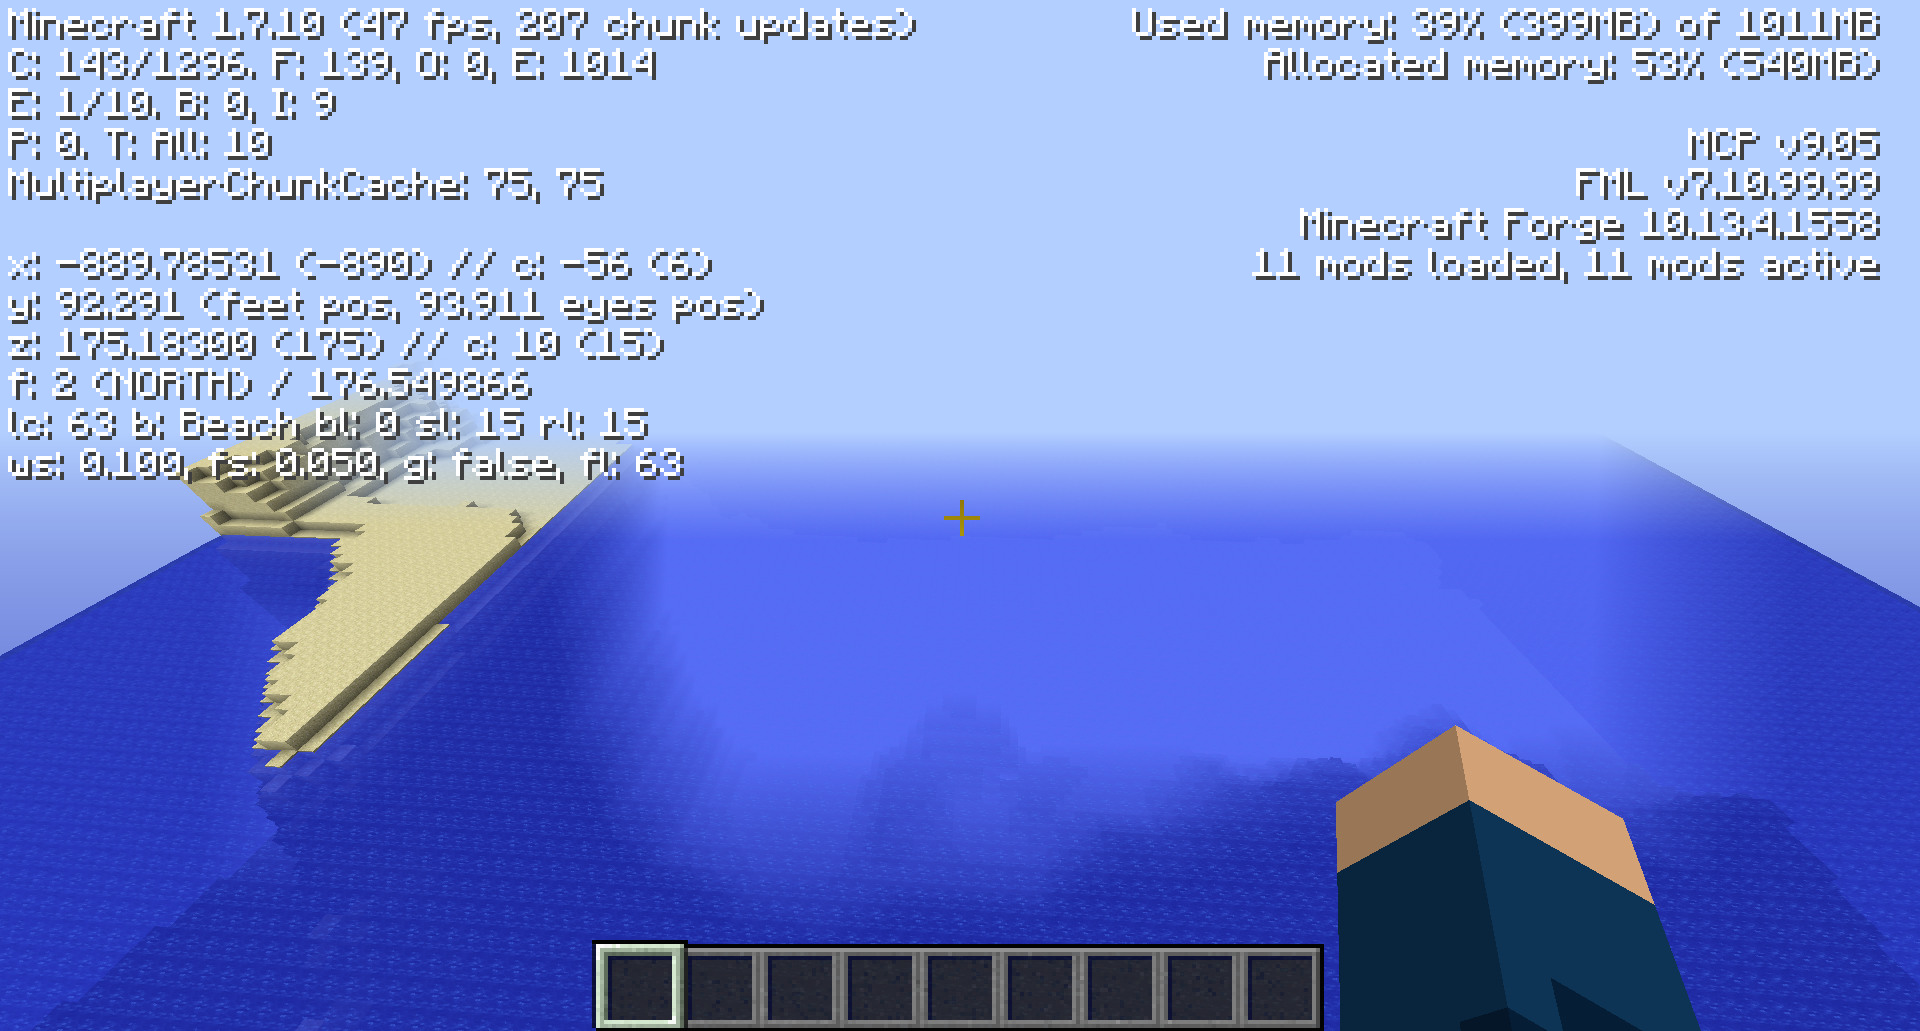 Minecraft 1.7.10 (47 fps, 207 chunk updates)
C: 143/1296. F: 139, O: 0, E: 1014
E: 1/10. B: 0, I: 9
P: 0. T: All: 10
MultiplayerChunkCache: 75, 75
x: -889.78531 (-890) // c: -56 (6)
y: 92.291 (feet pos, 93.911 eyes pos)
z: 175.18300 (175) // c: 10 (15)
f: 2 (NORTH) / 176.549866
lc: 63 b: Beach bl: 0 sl: 15 rl: 15
ws: 0.100, fs: 0.050, g: false, fl: 63
Used memory: 39% (399MB) of 1011MB
Allocated memory: 53% (540MB)
MCP v9.05
FML v7.10.99.99
Minecraft Forge 10.13.4.1558
11 mods loaded, 11 mods active